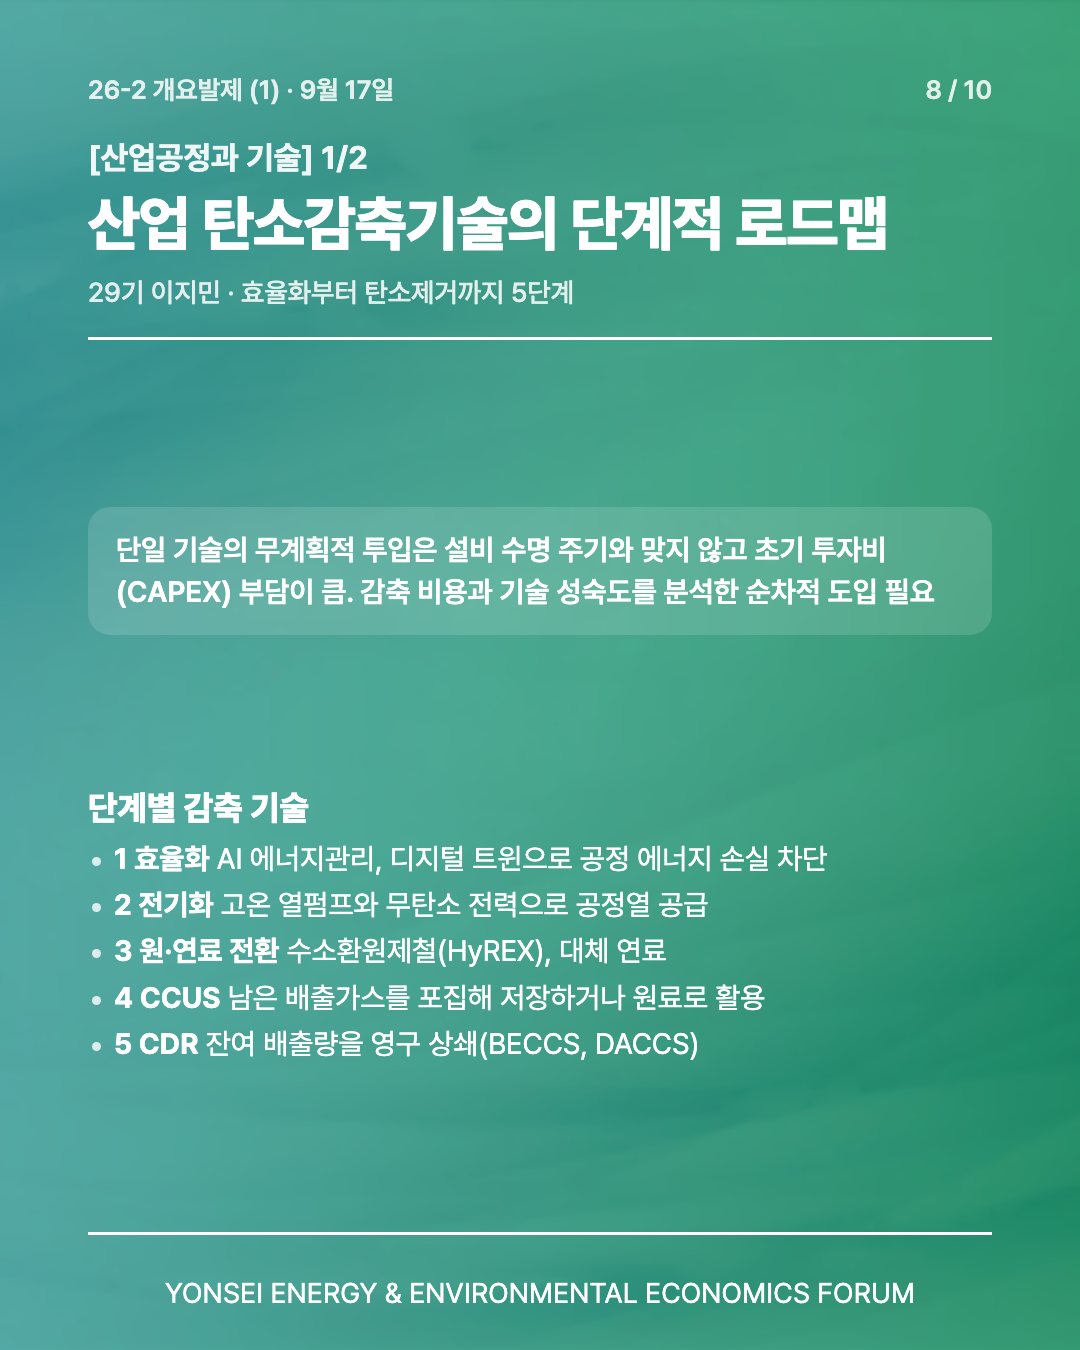 26-2 개요발제 (1) · 9월 17일
8 / 10
[산업공정과 기술] 1/2
산업 탄소감축기술의 단계적 로드맵
29기 이지민 · 효율화부터 탄소제거까지 5단계
단일 기술의 무계획적 투입은 설비 수명 주기와 맞지 않고 초기 투자비
(CAPEX) 부담이 큼. 감축 비용과 기술 성숙도를 분석한 순차적 도입 필요
단계별 감축 기술
• 1 효율화 AI 에너지관리, 디지털 트윈으로 공정 에너지 손실 차단
• 2 전기화 고온 열펌프와 무탄소 전력으로 공정열 공급
• 3 원·연료 전환 수소환원제철(HyREX), 대체 연료
• 4 CCUS 남은 배출가스를 포집해 저장하거나 원료로 활용
• 5 CDR 잔여 배출량을 영구 상쇄(BECCS, DACCS)
YONSEI ENERGY & ENVIRONMENTAL ECONOMICS FORUM